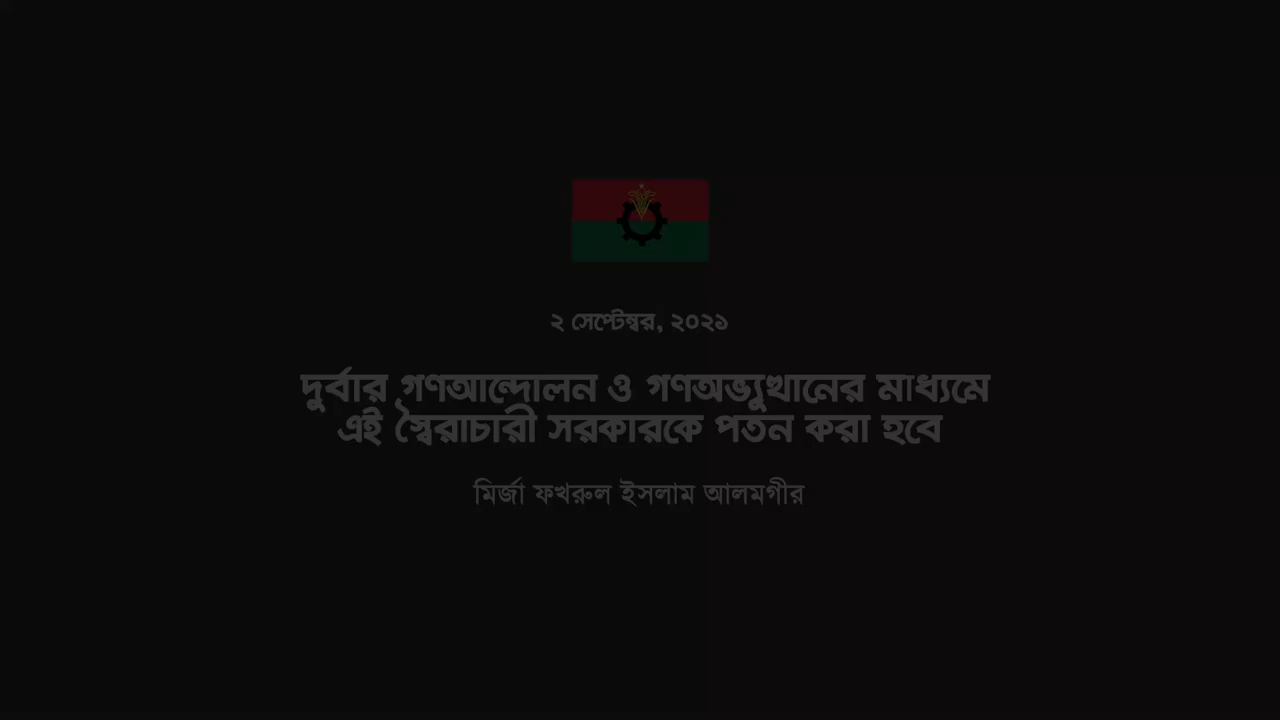 ২ সেপ্টেম্বর, ২০২১
দুর্বার গণআন্দোলন ও গণঅভ্যুত্থানের মাধ্যমে
এই স্বৈরাচারী সরকারকে পতন করা হবে
মির্জা ফখরুল ইসলাম আলমগীর